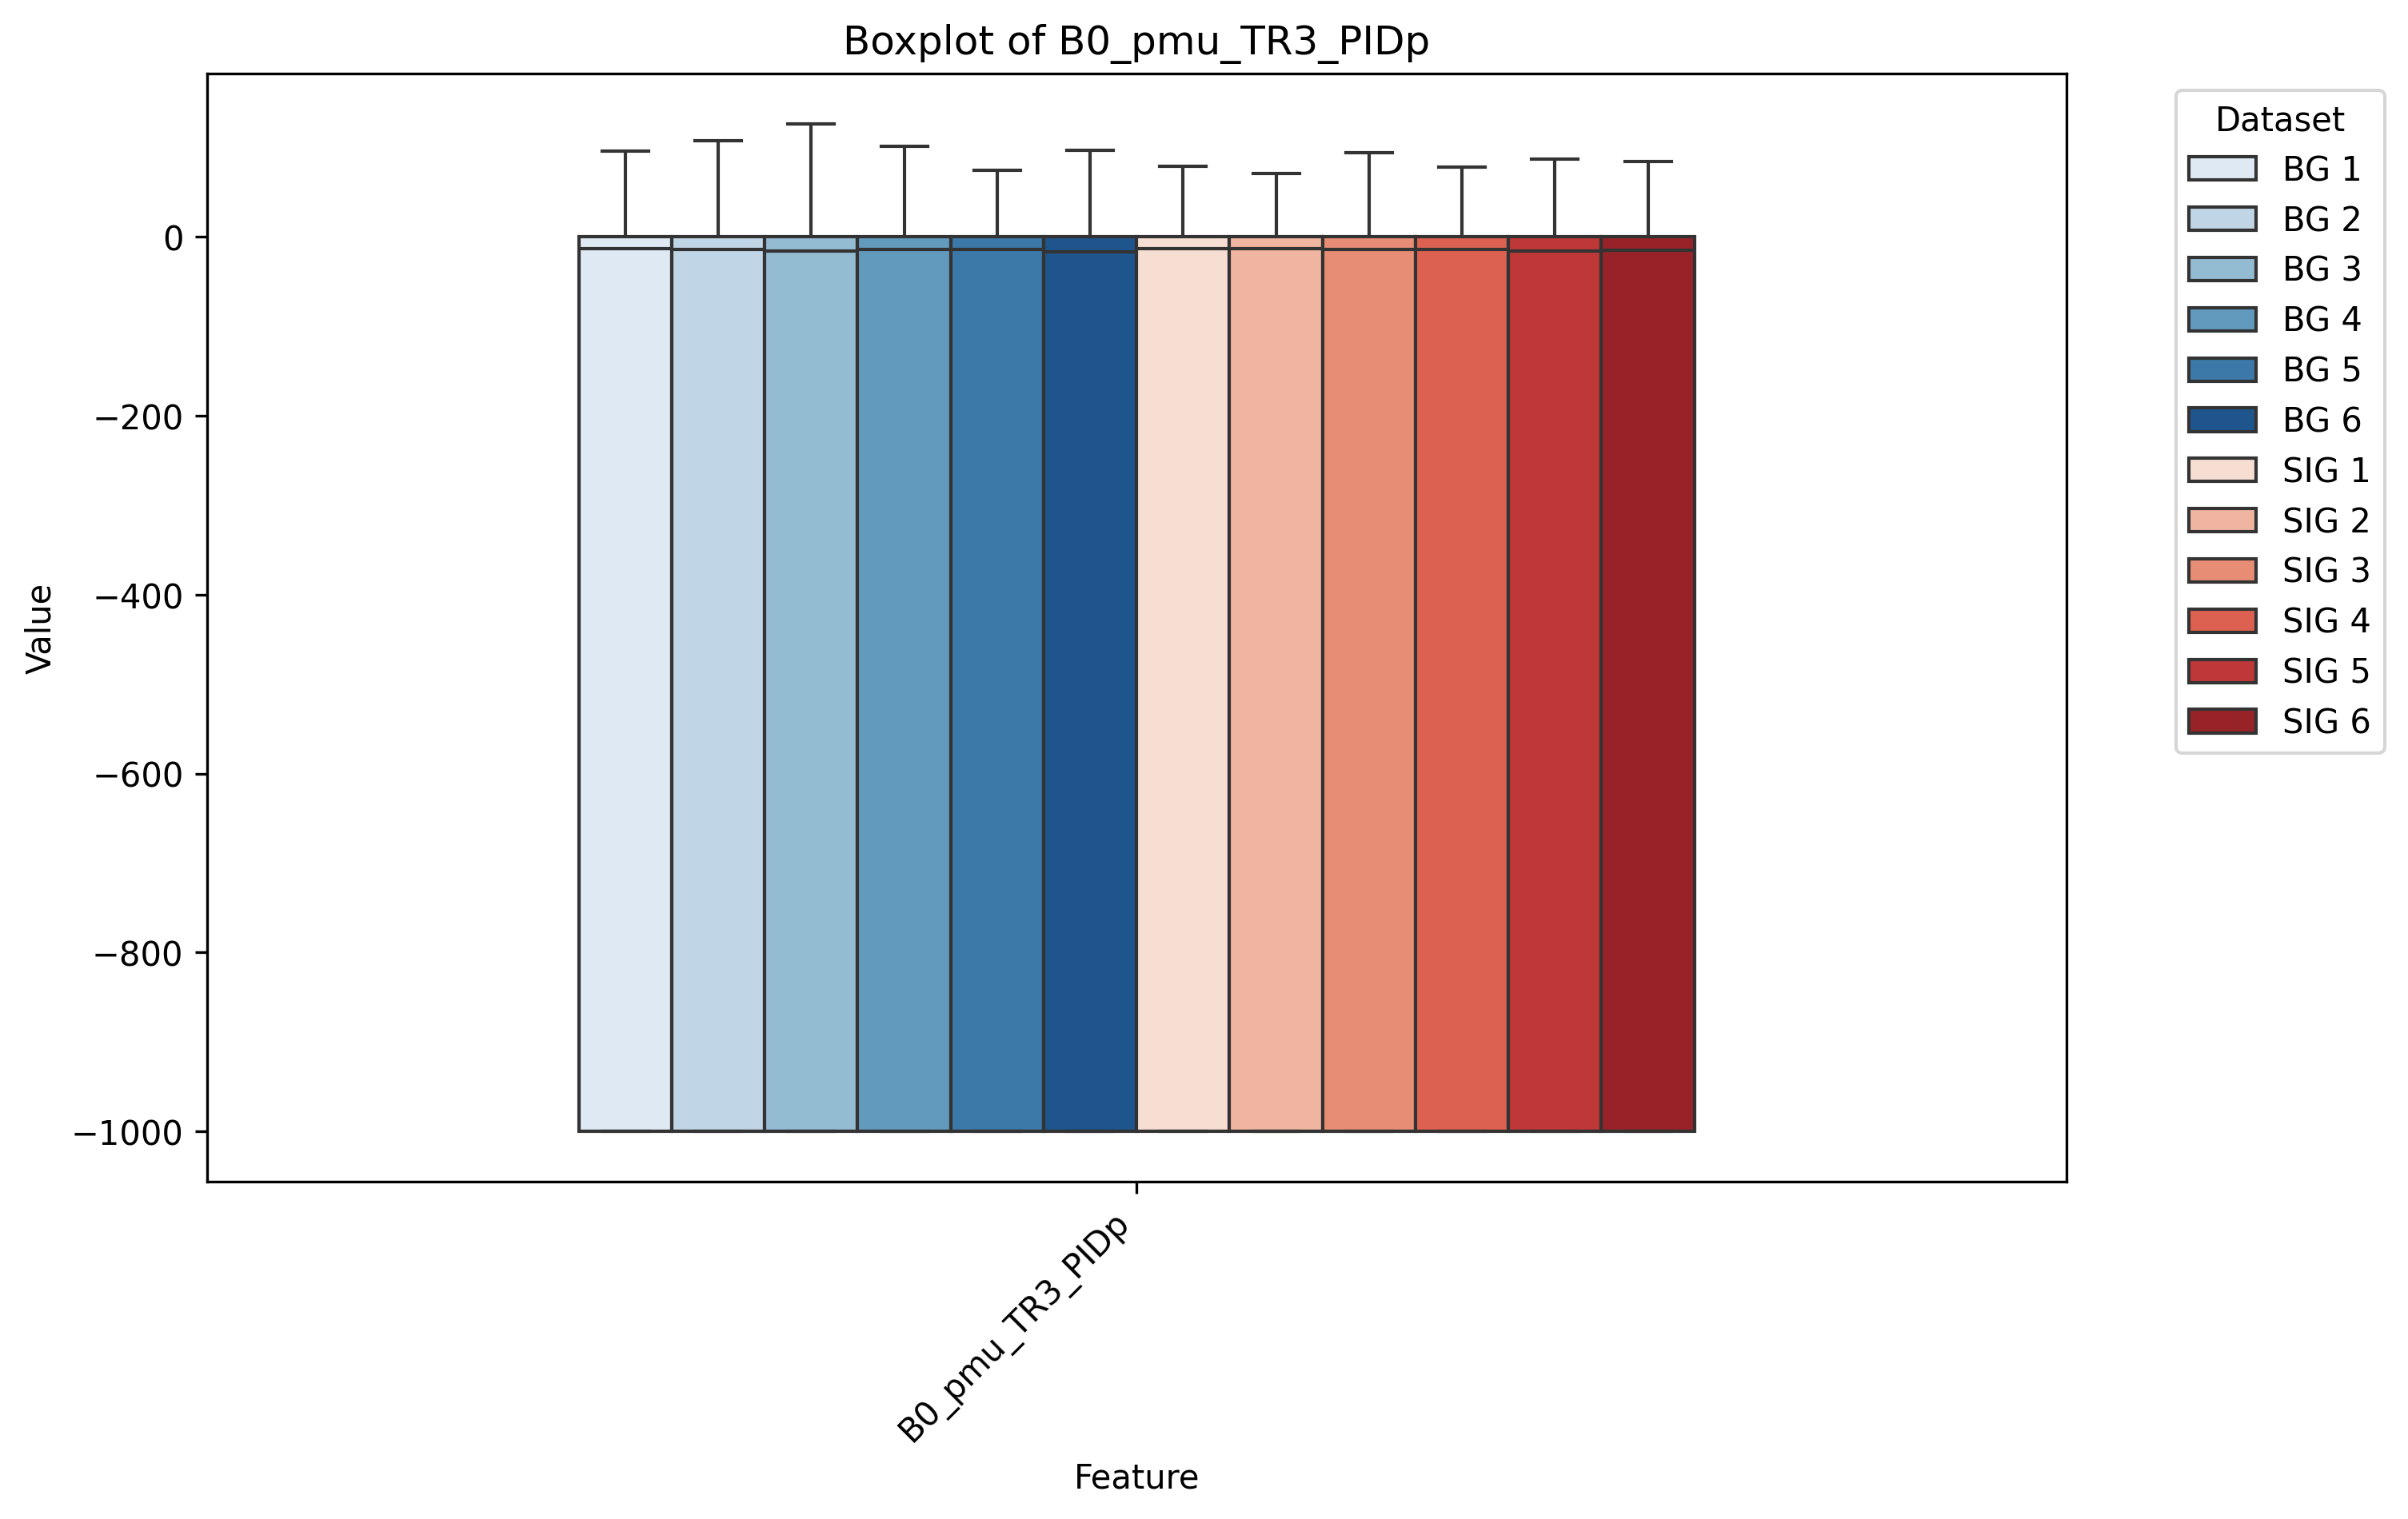 Boxplot of B0_pmu_TR3_PIDp
Dataset
BG 1
BG 2
BG 3
BG 4
BG 5
BG 6
SIG 1
SIG 2
SIG 3
SIG 4
SIG 5
SIG 6
Value
0
−200
−400
−600
−800
−1000
B0_pmu_TR3_PIDp
Feature